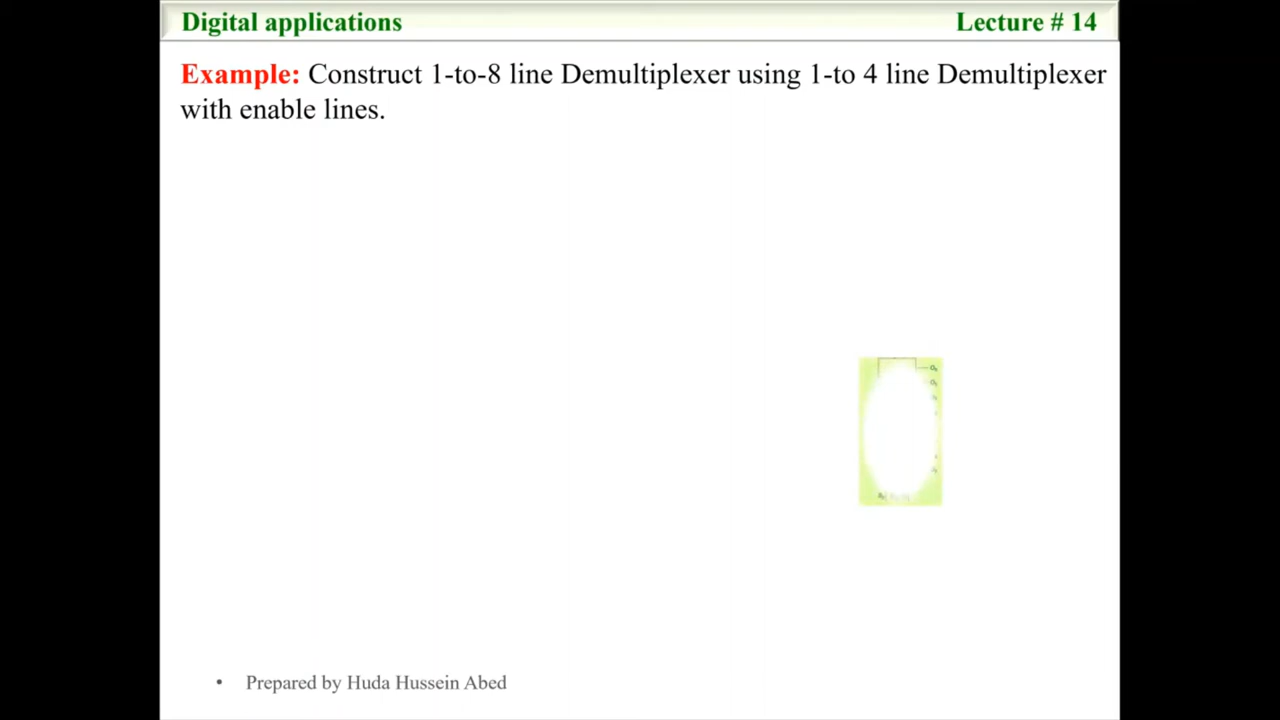 Digital applications
Lecture # 14
Example: Construct 1-to-8 line Demultiplexer using 1-to 4 line Demultiplexer
with enable lines.
• Prepared by Huda Hussein Abed